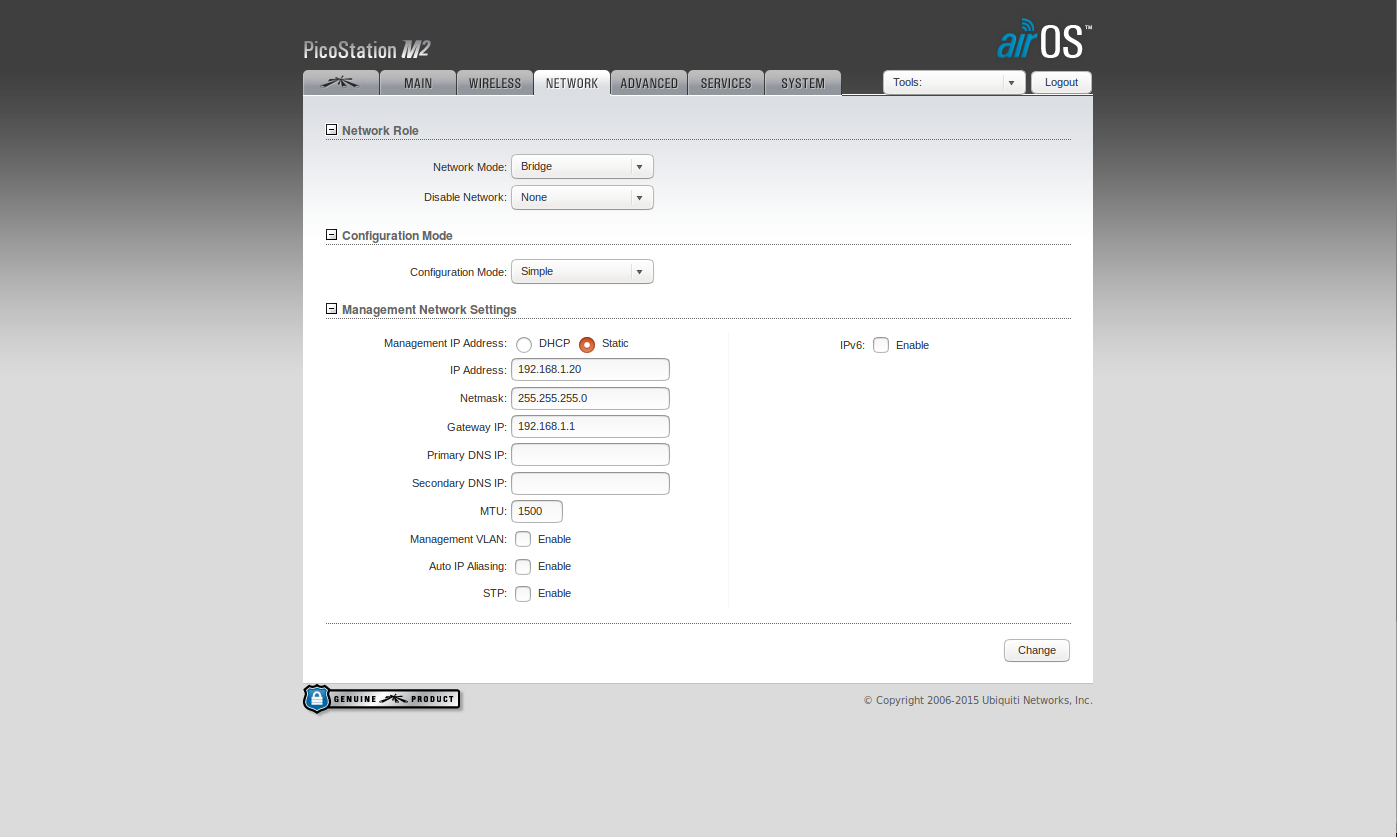 PicoStation M2
airOS™
MAIN WIRELESS NETWORK ADVANCED SERVICES SYSTEM Tools: Logout
Network Role
Network Mode: Bridge
Disable Network: None
Configuration Mode
Configuration Mode: Simple
Management Network Settings
Management IP Address: DHCP Static
IPv6: Enable
IP Address: 192.168.1.20
Netmask: 255.255.255.0
Gateway IP: 192.168.1.1
Primary DNS IP:
Secondary DNS IP:
MTU: 1500
Management VLAN: Enable
Auto IP Aliasing: Enable
STP: Enable
Change
GENUINE PRODUCT
© Copyright 2006-2015 Ubiquiti Networks, Inc.